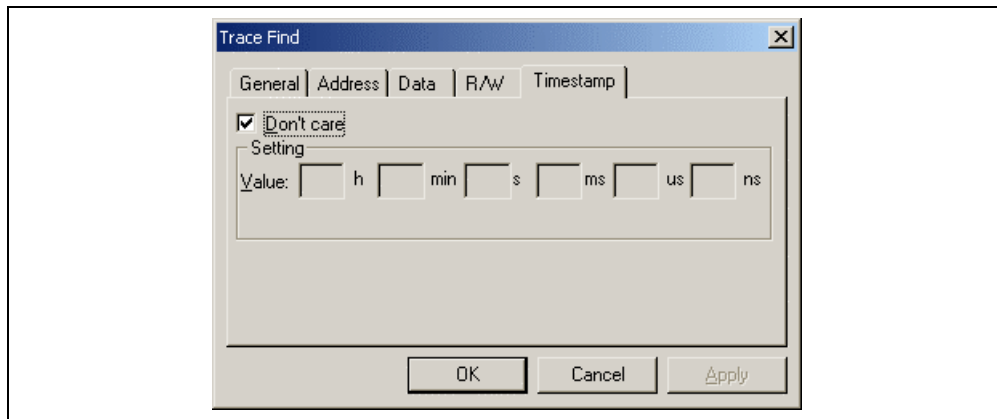 Trace Find
General Address Data R/W Timestamp
Don't care
Setting
Value: h min s ms us ns
OK Cancel Apply